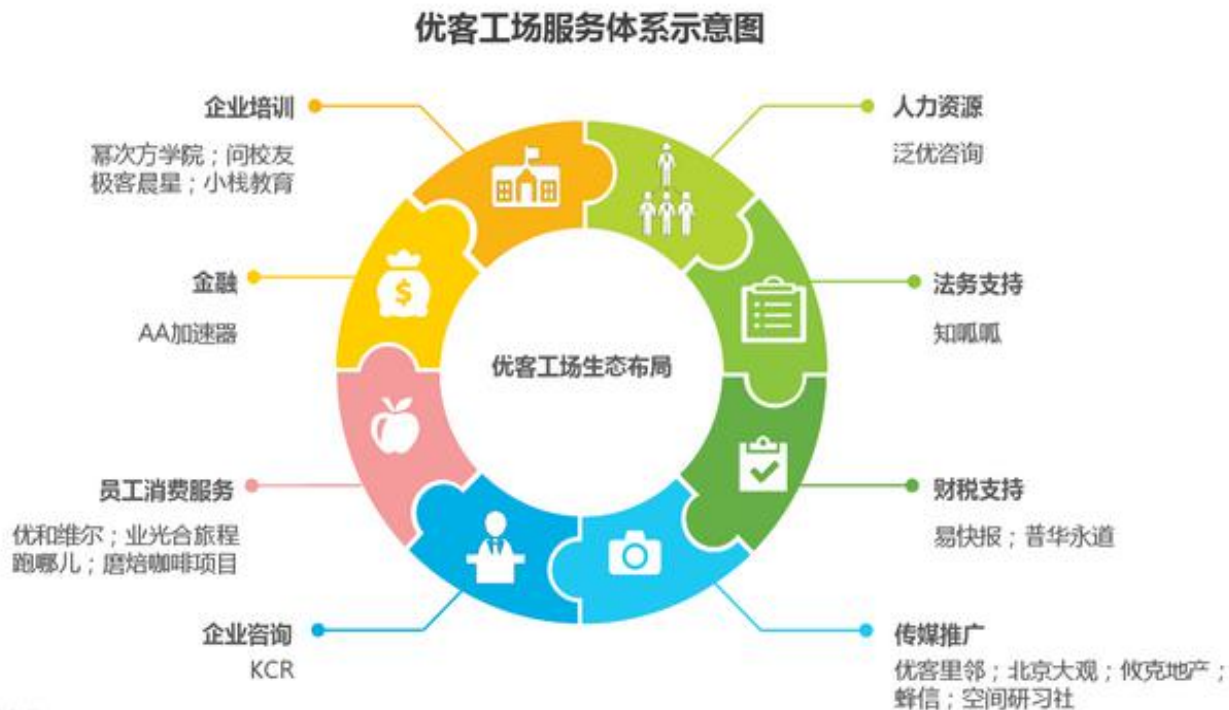 优客工场服务体系示意图
企业培训
幂次方学院；问校友
极客晨星；小栈教育
金融
AA加速器
员工消费服务
优和维尔；业光合旅程
跑哪儿；磨焙咖啡项目
企业咨询
KCR
人力资源
泛优咨询
法务支持
知呱呱
财税支持
易快报；普华永道
传媒推广
优客里邻；北京大观；攸克地产；
蜂信；空间研习社
优客工场生态布局
$